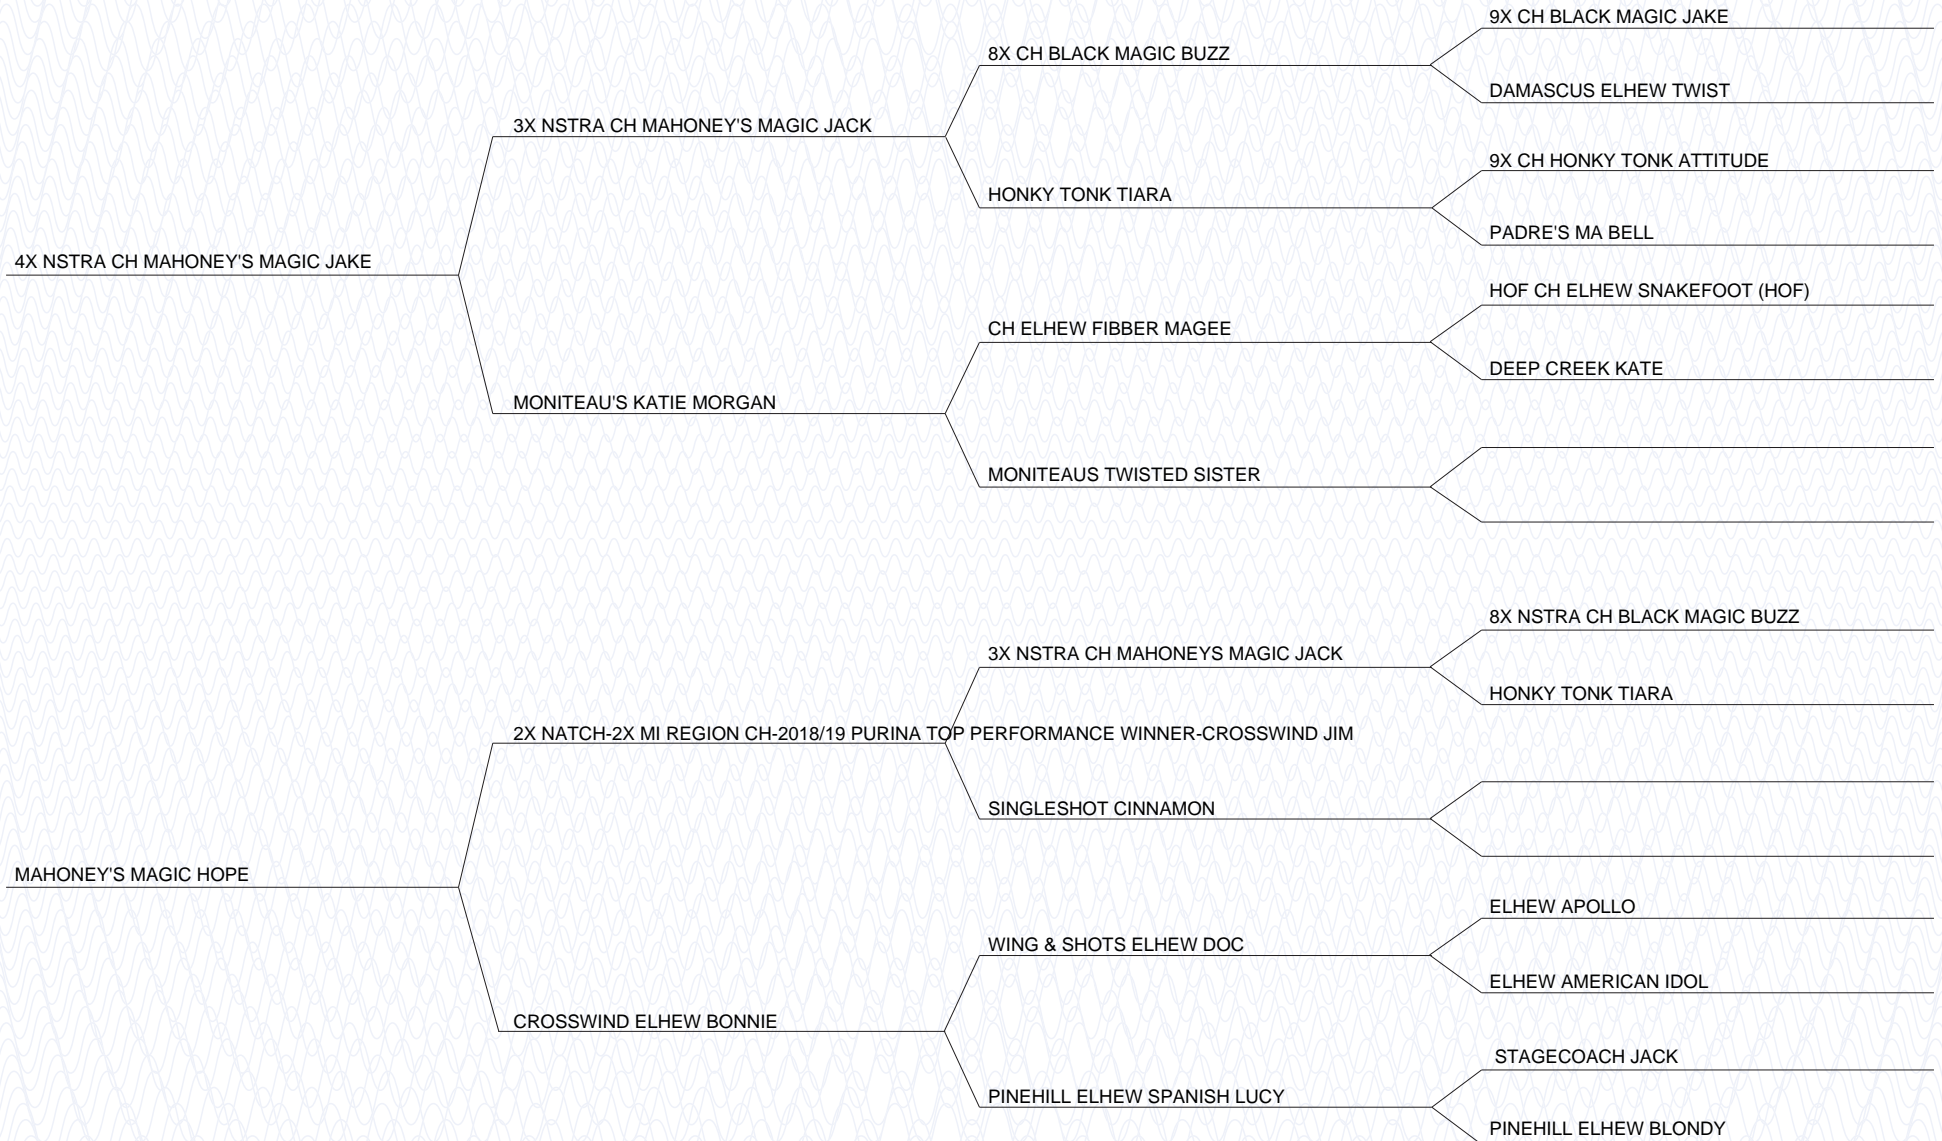 9X CH BLACK MAGIC JAKE
8X CH BLACK MAGIC BUZZ
DAMASCUS ELHEW TWIST
3X NSTRA CH MAHONEY'S MAGIC JACK
9X CH HONKY TONK ATTITUDE
HONKY TONK TIARA
PADRE'S MA BELL
4X NSTRA CH MAHONEY'S MAGIC JAKE
HOF CH ELHEW SNAKEFOOT (HOF)
CH ELHEW FIBBER MAGEE
DEEP CREEK KATE
MONITEAU'S KATIE MORGAN
MONITEAUS TWISTED SISTER
8X NSTRA CH BLACK MAGIC BUZZ
3X NSTRA CH MAHONEYS MAGIC JACK
HONKY TONK TIARA
2X NATCH-2X MI REGION CH-2018/19 PURINA TOP PERFORMANCE WINNER-CROSSWIND JIM
SINGLESHOT CINNAMON
MAHONEY'S MAGIC HOPE
ELHEW APOLLO
WING & SHOTS ELHEW DOC
ELHEW AMERICAN IDOL
CROSSWIND ELHEW BONNIE
STAGECOACH JACK
PINEHILL ELHEW SPANISH LUCY
PINEHILL ELHEW BLONDY